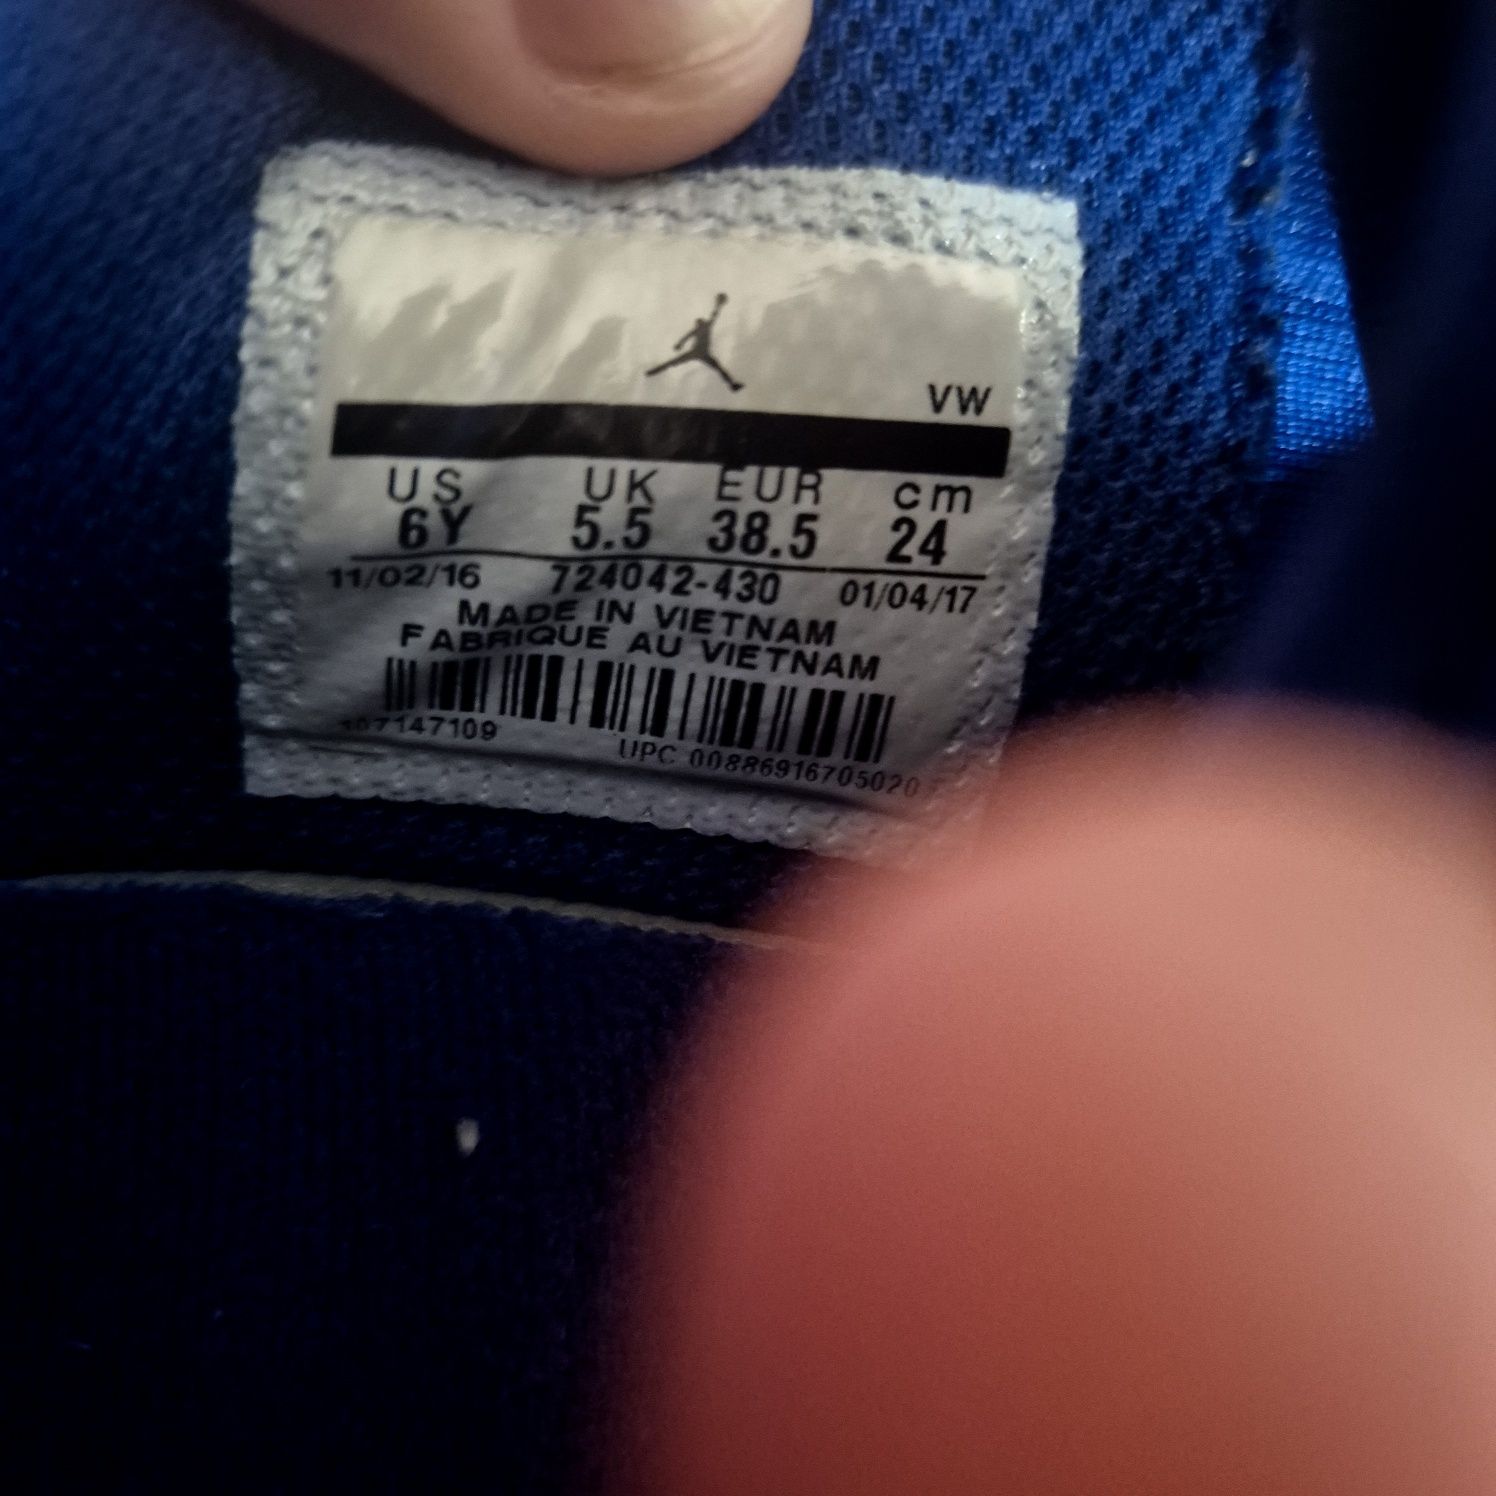 VW
US UK EUR cm
6Y 5.5 38.5 24
11/02/16 724042-430 01/04/17
MADE IN VIETNAM
FABRIQUE AU VIETNAM
UPC 00886916705020